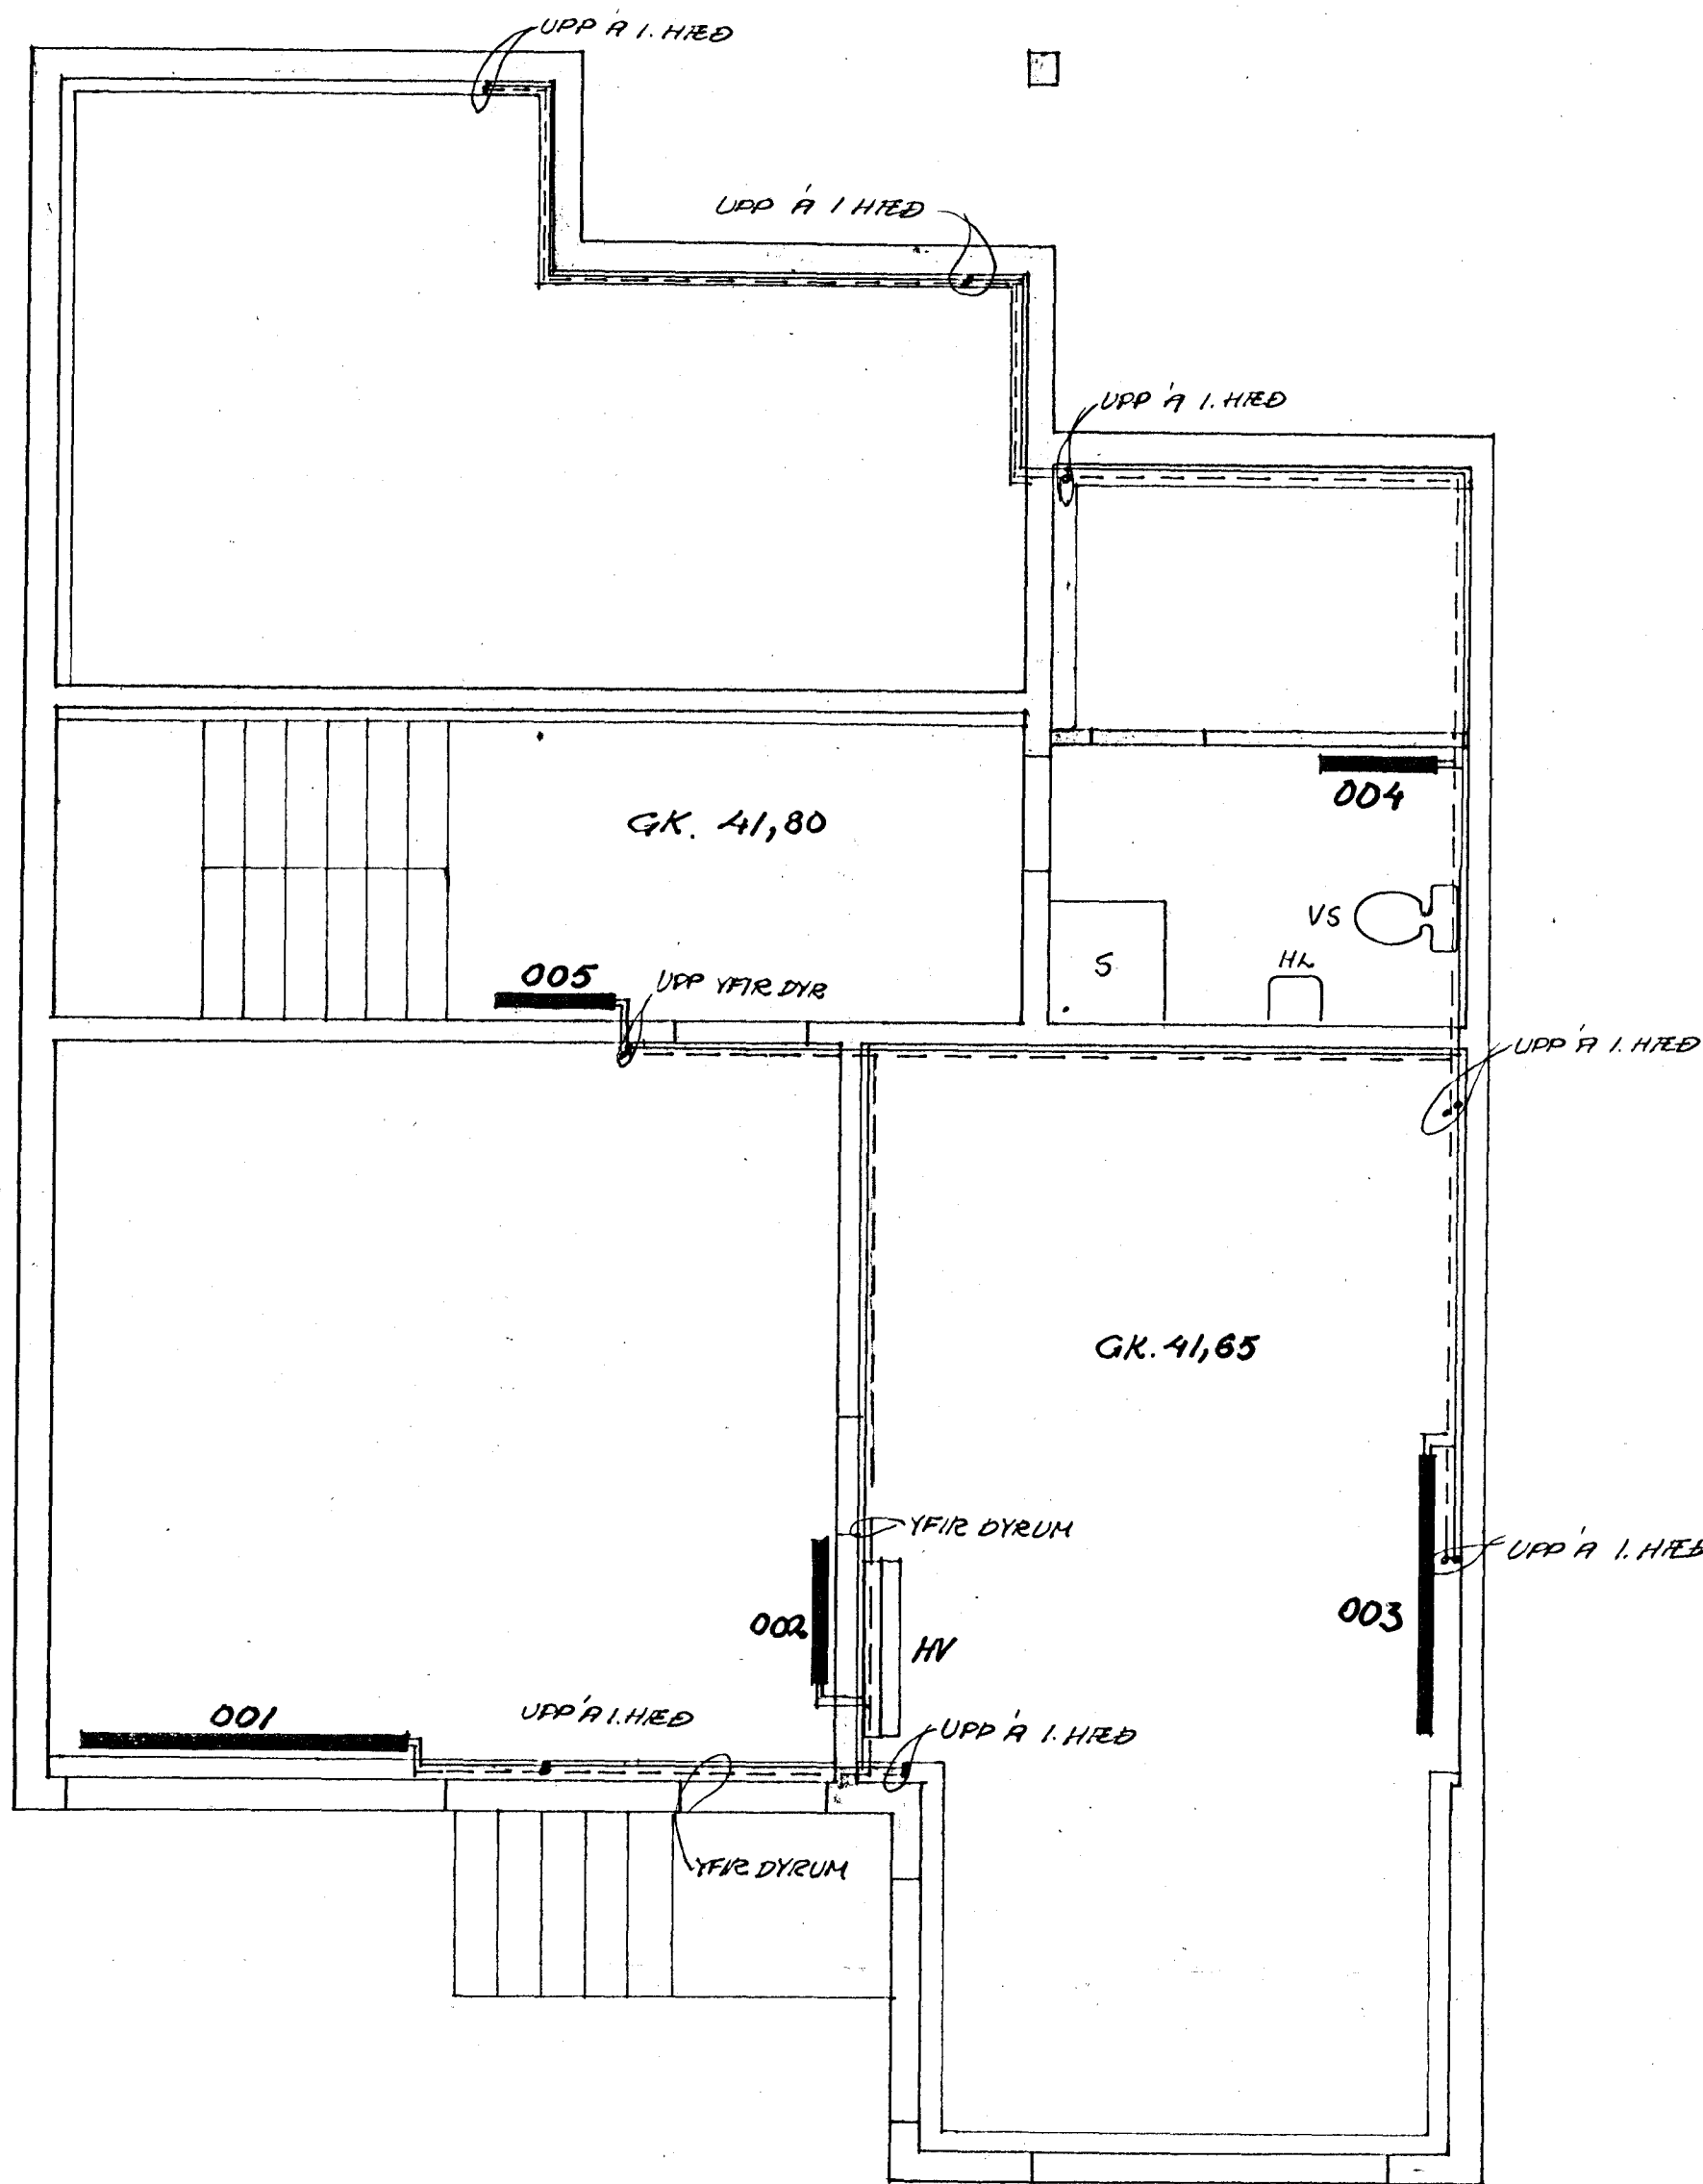 UPP Á 1. HÆÐ
UPP Á 1 HÆÐ
UPP Á 1. HÆÐ
004
GK. 41,80
VS
HL
S
005
UPP YFIR DYR
UPP Á 1. HÆÐ
GK. 41,65
YFIR DYRUM
UPP Á 1. HÆÐ
003
002
HV
001
UPP Á 1. HÆÐ
UPP Á 1. HÆÐ
YFIR DYRUM